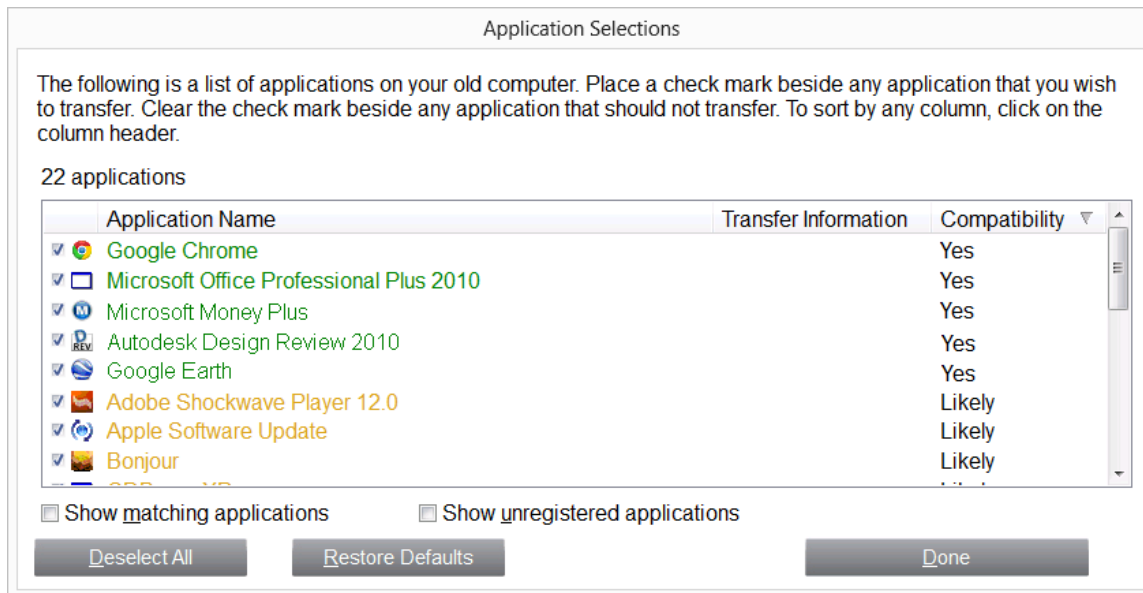 Application Selections
The following is a list of applications on your old computer. Place a check mark beside any application that you wish
to transfer. Clear the check mark beside any application that should not transfer. To sort by any column, click on the
column header.
22 applications
Application Name Transfer Information Compatibility
Google Chrome Yes
Microsoft Office Professional Plus 2010 Yes
Microsoft Money Plus Yes
D REV Autodesk Design Review 2010 Yes
Google Earth Yes
Adobe Shockwave Player 12.0 Likely
Apple Software Update Likely
Bonjour Likely
Show matching applications Show unregistered applications
Deselect All Restore Defaults Done